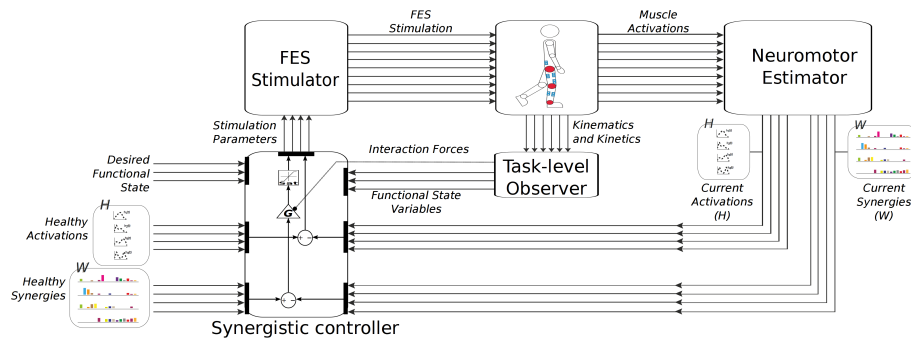 FES
Stimulation
Muscle
Activations
FES
Stimulator
Neuromotor
Estimator
Stimulation
Parameters
Kinematics
and Kinetics
H
W
Interaction Forces
Desired
Functional
State
Sat
Task-level
Observer
Functional State
Variables
Current
Activations
(H)
Current
Synergies
(W)
H
Healthy
Activations
G
+ -
W
Healthy
Synergies
+ -
Synergistic controller